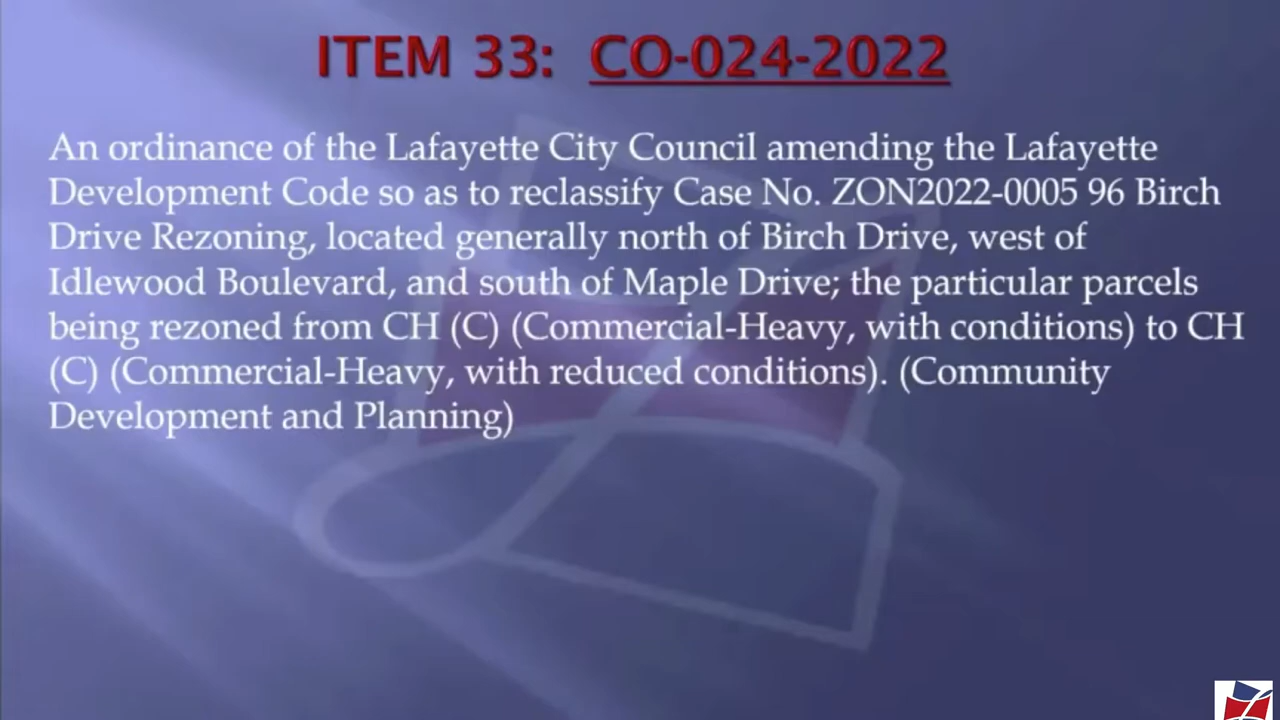 ITEM 33: CO-024-2022
An ordinance of the Lafayette City Council amending the Lafayette
Development Code so as to reclassify Case No. ZON2022-0005 96 Birch
Drive Rezoning, located generally north of Birch Drive, west of
Idlewood Boulevard, and south of Maple Drive; the particular parcels
being rezoned from CH (C) (Commercial-Heavy, with conditions) to CH
(C) (Commercial-Heavy, with reduced conditions). (Community
Development and Planning)